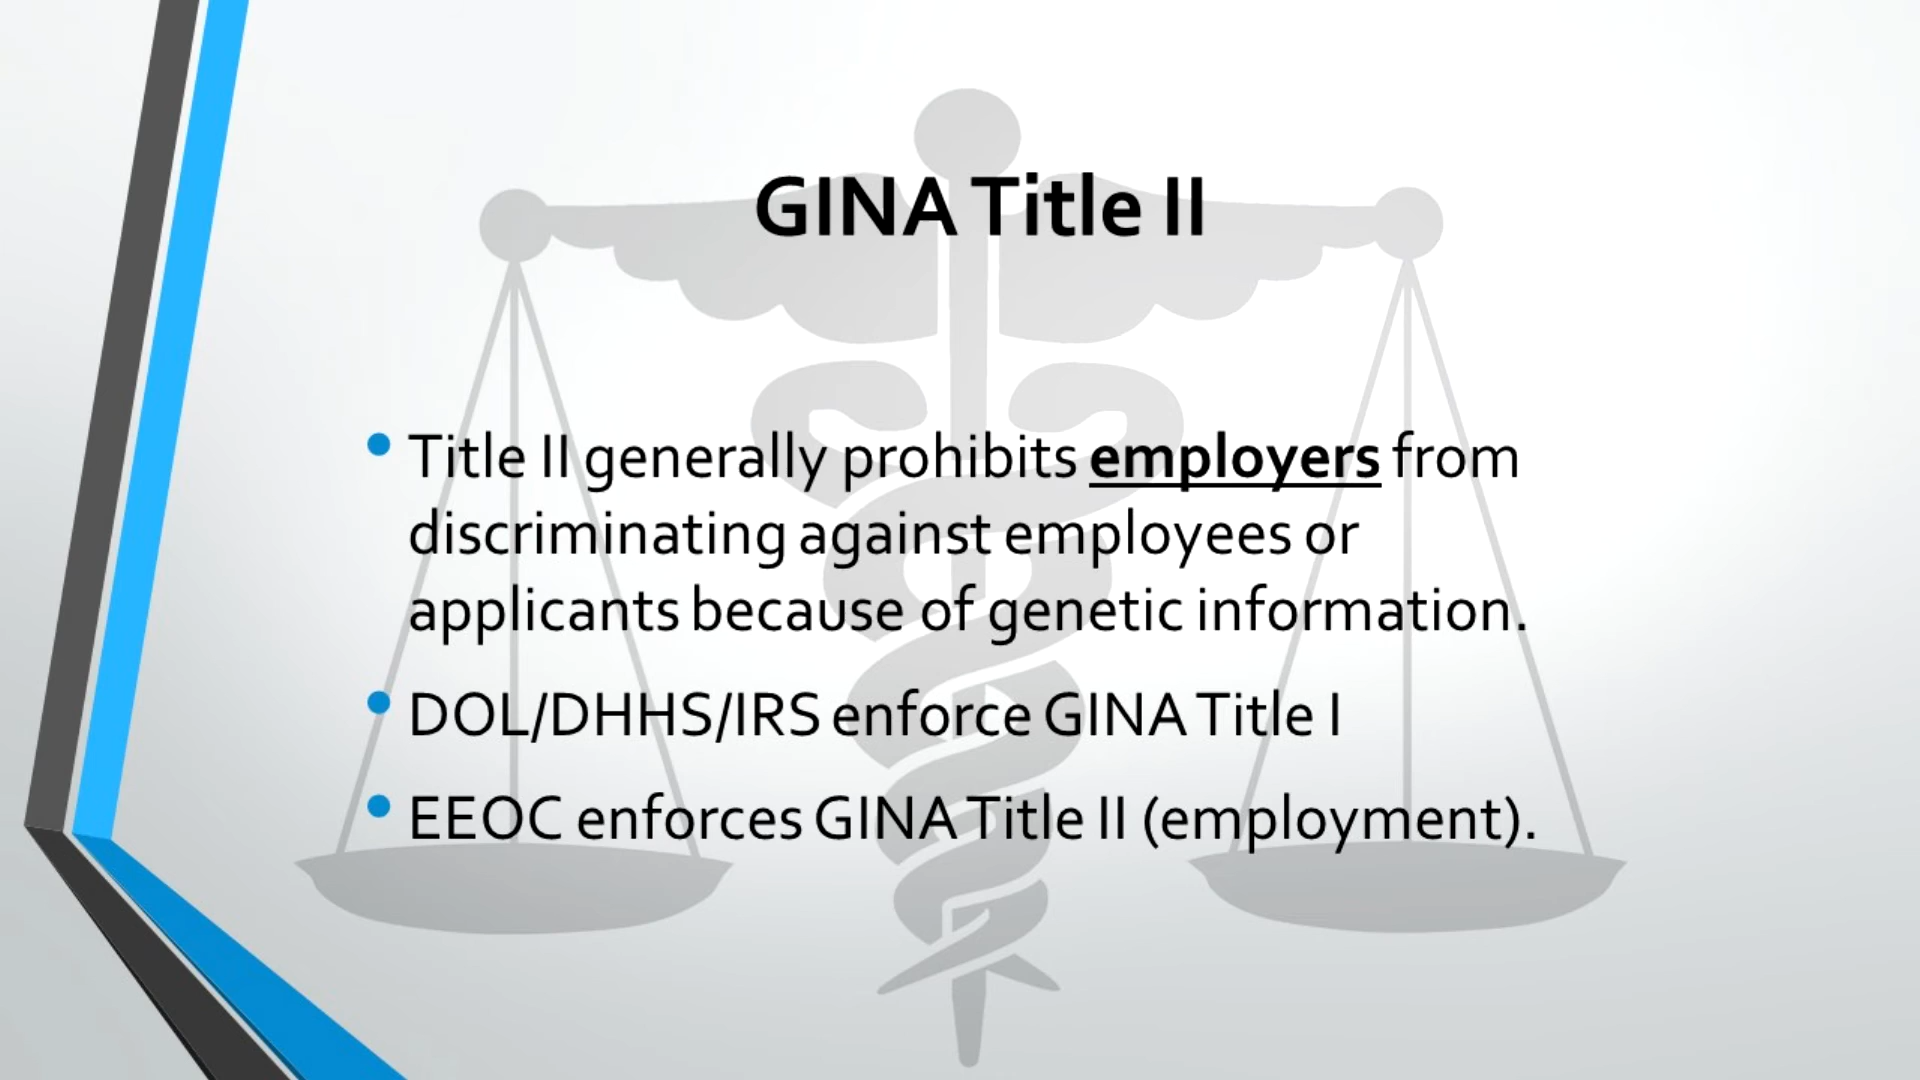 GINA Title II
• Title II generally prohibits employers from
discriminating against employees or
applicants because of genetic information.
• DOL/DHHS/IRS enforce GINA Title I
• EEOC enforces GINA Title II (employment).